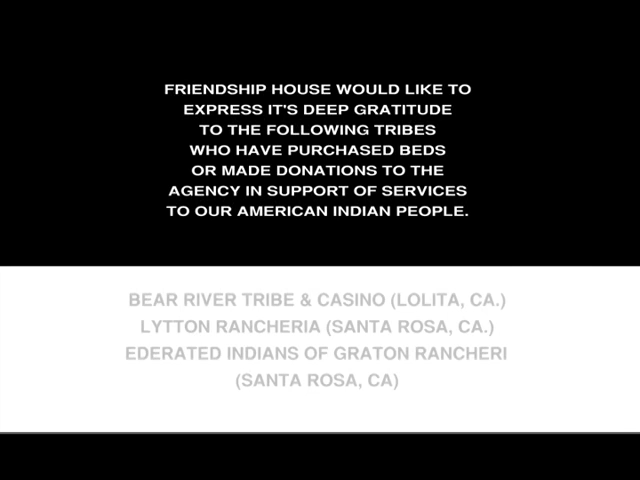 FRIENDSHIP HOUSE WOULD LIKE TO
EXPRESS IT'S DEEP GRATITUDE
TO THE FOLLOWING TRIBES
WHO HAVE PURCHASED BEDS
OR MADE DONATIONS TO THE
AGENCY IN SUPPORT OF SERVICES
TO OUR AMERICAN INDIAN PEOPLE.
BEAR RIVER TRIBE & CASINO (LOLITA, CA.)
LYTTON RANCHERIA (SANTA ROSA, CA.)
EDERATED INDIANS OF GRATON RANCHERI
(SANTA ROSA, CA)